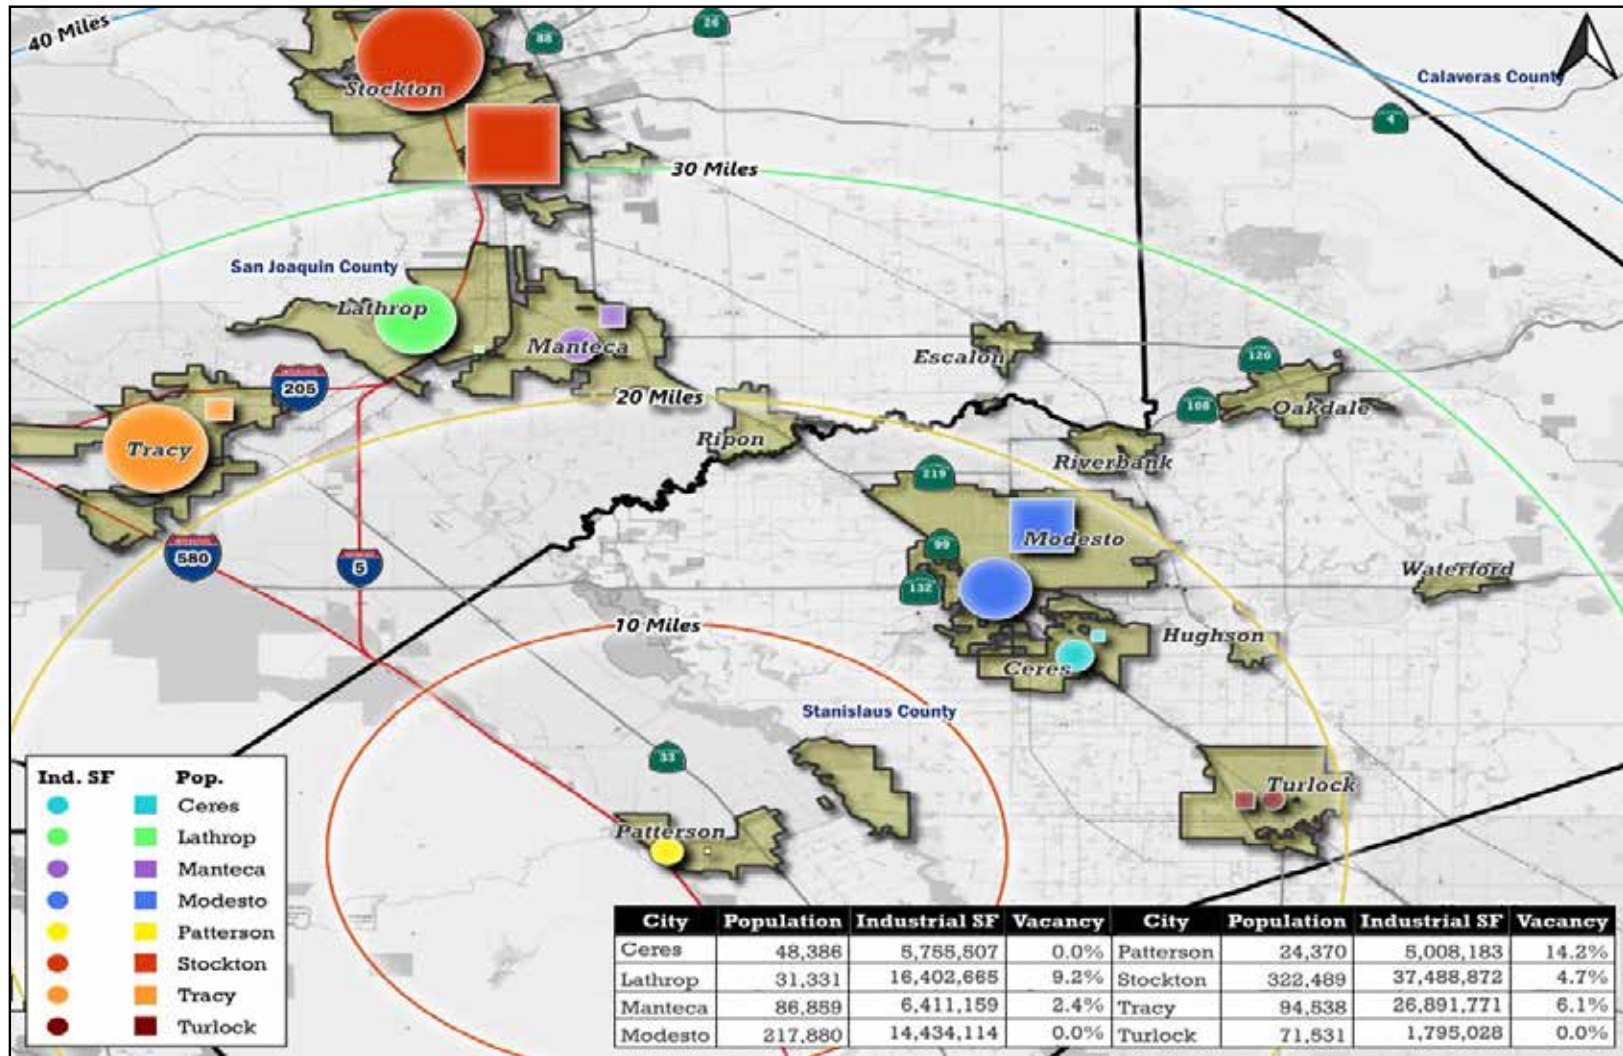 40 Miles
88
26
Calaveras County
Stockton
4
30 Miles
San Joaquin County
Lathrop
Manteca
Escalon
120
205
20 Miles
108
Oakdale
Tracy
Ripon
Riverbank
219
Modesto
99
580
5
132
Waterford
10 Miles
Hughson
Ceres
Stanislaus County
33
Turlock
Patterson
Ind. SF Pop.
Ceres
Lathrop
Manteca
Modesto
Patterson
Stockton
Tracy
Turlock
City Population Industrial SF Vacancy City Population Industrial SF Vacancy
Ceres 48,386 5,755,507 0.0% Patterson 24,370 5,008,183 14.2%
Lathrop 31,331 16,402,665 9.2% Stockton 322,489 37,488,872 4.7%
Manteca 86,859 6,411,159 2.4% Tracy 94,538 26,891,771 6.1%
Modesto 217,880 14,434,114 0.0% Turlock 71,531 1,795,028 0.0%